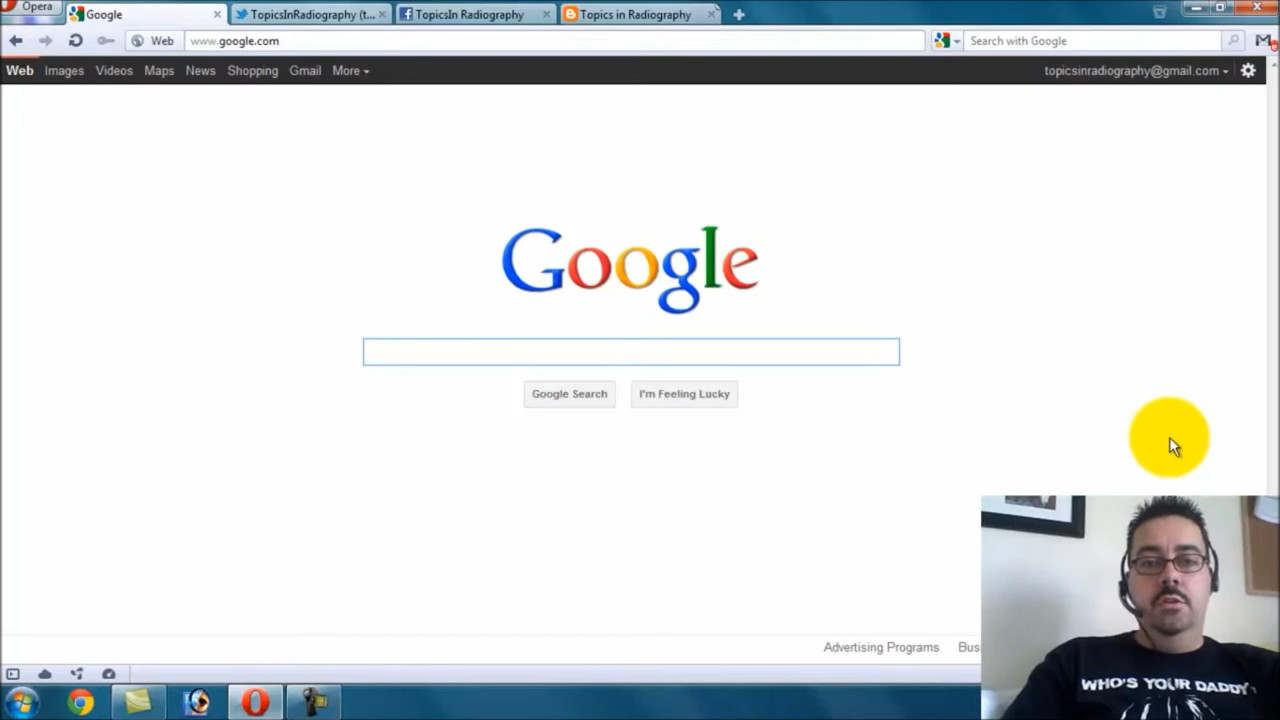 Opera
Google
TopicsInRadiography (t...
TopicsIn Radiography
Topics in Radiography
Web
www.google.com
Search with Google
Web Images Videos Maps News Shopping Gmail More
topicsinradiography@gmail.com
Google
Google Search
I'm Feeling Lucky
Advertising Programs
Bus
WHO'S YOUR DADDY